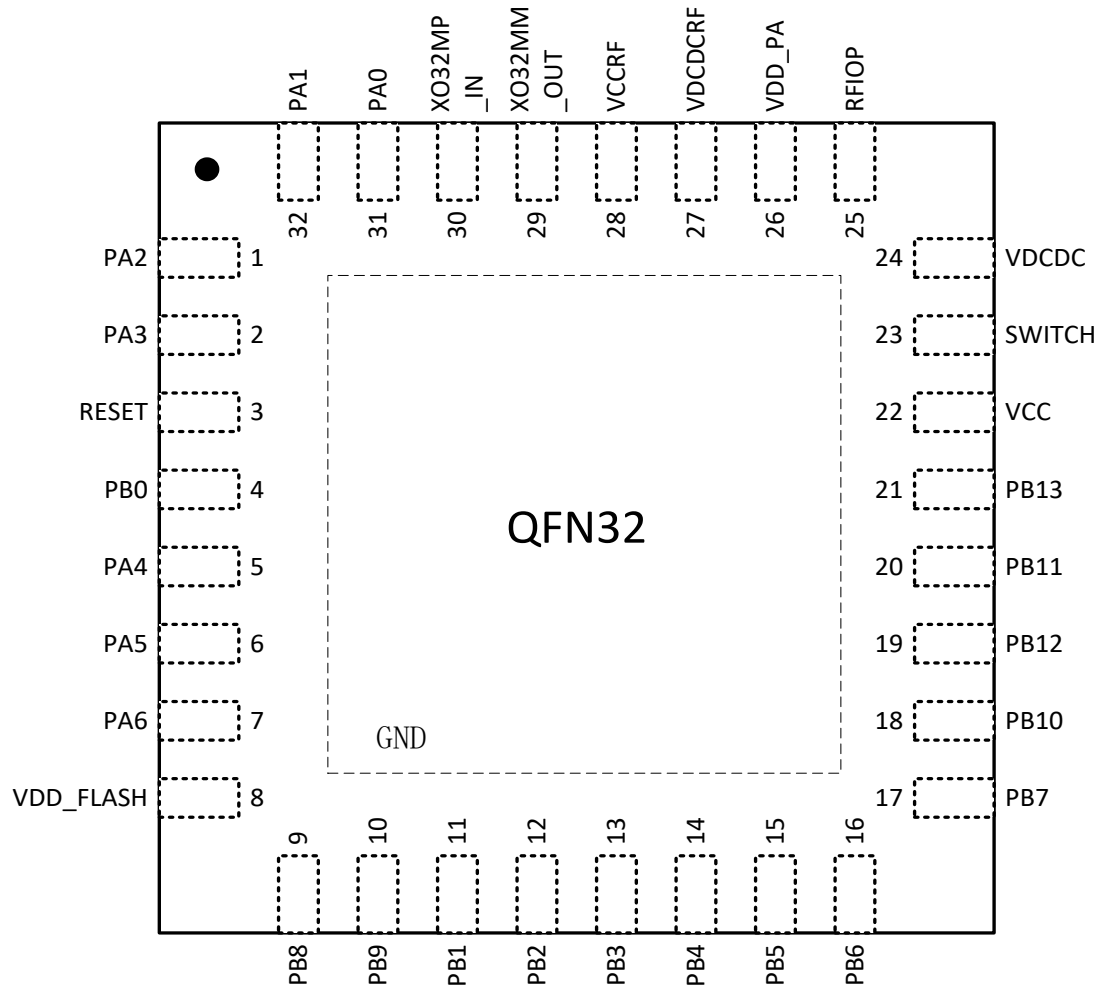 PA1
PA0
XO32MP
_IN
XO32MM
_OUT
VCCRF
VDCDCRF
VDD_PA
RFIOP
32
31
30
29
28
27
26
25
PA2 1
24 VDCDC
PA3 2
23 SWITCH
RESET 3
22 VCC
PB0 4
21 PB13
QFN32
PA4 5
20 PB11
PA5 6
19 PB12
PA6 7
18 PB10
GND
VDD_FLASH 8
17 PB7
9
10
11
12
13
14
15
16
PB8
PB9
PB1
PB2
PB3
PB4
PB5
PB6